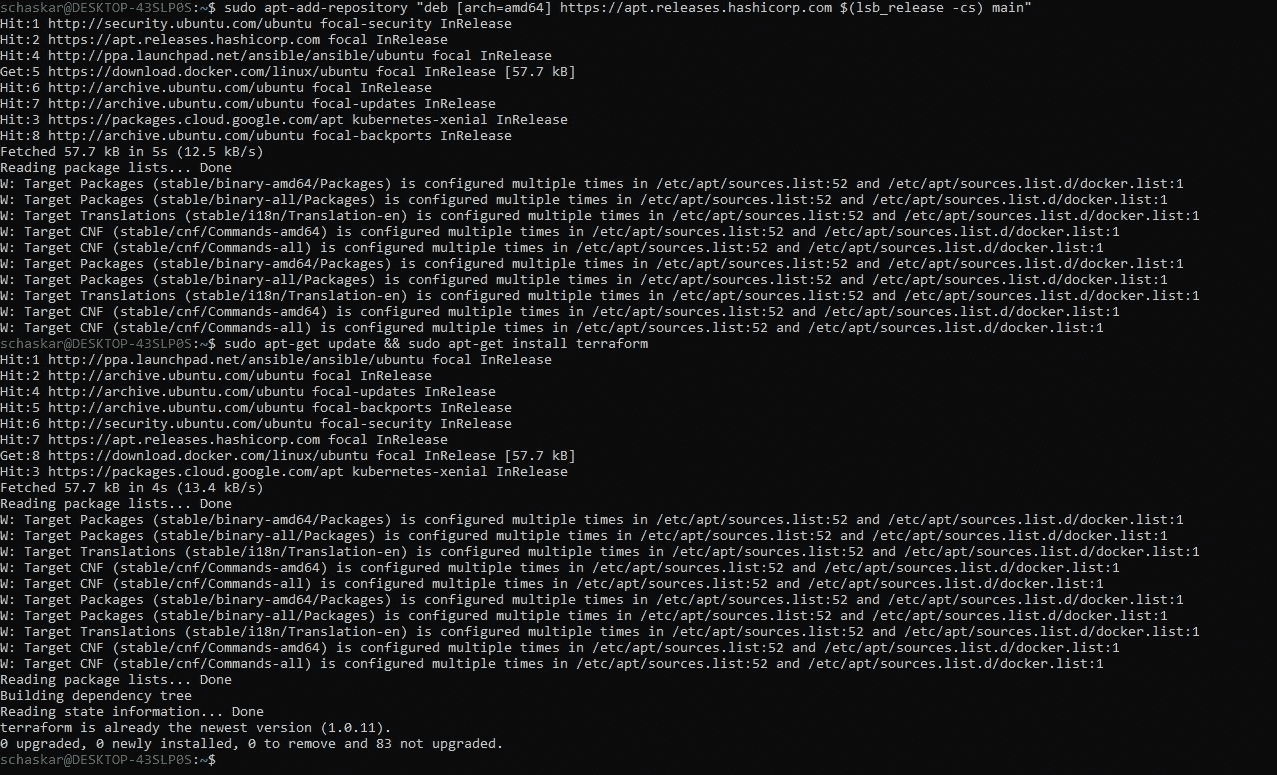 schaskar@DESKTOP-43SLP0S:~$ sudo apt-add-repository "deb [arch=amd64] https://apt.releases.hashicorp.com $(lsb_release -cs) main"
Hit:1 http://security.ubuntu.com/ubuntu focal-security InRelease
Hit:2 https://apt.releases.hashicorp.com focal InRelease
Hit:4 http://ppa.launchpad.net/ansible/ansible/ubuntu focal InRelease
Get:5 https://download.docker.com/linux/ubuntu focal InRelease [57.7 kB]
Hit:6 http://archive.ubuntu.com/ubuntu focal InRelease
Hit:7 http://archive.ubuntu.com/ubuntu focal-updates InRelease
Hit:3 https://packages.cloud.google.com/apt kubernetes-xenial InRelease
Hit:8 http://archive.ubuntu.com/ubuntu focal-backports InRelease
Fetched 57.7 kB in 5s (12.5 kB/s)
Reading package lists... Done
W: Target Packages (stable/binary-amd64/Packages) is configured multiple times in /etc/apt/sources.list:52 and /etc/apt/sources.list.d/docker.list:1
W: Target Packages (stable/binary-all/Packages) is configured multiple times in /etc/apt/sources.list:52 and /etc/apt/sources.list.d/docker.list:1
W: Target Translations (stable/i18n/Translation-en) is configured multiple times in /etc/apt/sources.list:52 and /etc/apt/sources.list.d/docker.list:1
W: Target CNF (stable/cnf/Commands-amd64) is configured multiple times in /etc/apt/sources.list:52 and /etc/apt/sources.list.d/docker.list:1
W: Target CNF (stable/cnf/Commands-all) is configured multiple times in /etc/apt/sources.list:52 and /etc/apt/sources.list.d/docker.list:1
W: Target Packages (stable/binary-amd64/Packages) is configured multiple times in /etc/apt/sources.list:52 and /etc/apt/sources.list.d/docker.list:1
W: Target Packages (stable/binary-all/Packages) is configured multiple times in /etc/apt/sources.list:52 and /etc/apt/sources.list.d/docker.list:1
W: Target Translations (stable/i18n/Translation-en) is configured multiple times in /etc/apt/sources.list:52 and /etc/apt/sources.list.d/docker.list:1
W: Target CNF (stable/cnf/Commands-amd64) is configured multiple times in /etc/apt/sources.list:52 and /etc/apt/sources.list.d/docker.list:1
W: Target CNF (stable/cnf/Commands-all) is configured multiple times in /etc/apt/sources.list:52 and /etc/apt/sources.list.d/docker.list:1
schaskar@DESKTOP-43SLP0S:~$ sudo apt-get update && sudo apt-get install terraform
Hit:1 http://ppa.launchpad.net/ansible/ansible/ubuntu focal InRelease
Hit:2 http://archive.ubuntu.com/ubuntu focal InRelease
Hit:4 http://archive.ubuntu.com/ubuntu focal-updates InRelease
Hit:5 http://archive.ubuntu.com/ubuntu focal-backports InRelease
Hit:6 http://security.ubuntu.com/ubuntu focal-security InRelease
Hit:7 https://apt.releases.hashicorp.com focal InRelease
Get:8 https://download.docker.com/linux/ubuntu focal InRelease [57.7 kB]
Hit:3 https://packages.cloud.google.com/apt kubernetes-xenial InRelease
Fetched 57.7 kB in 4s (13.4 kB/s)
Reading package lists... Done
W: Target Packages (stable/binary-amd64/Packages) is configured multiple times in /etc/apt/sources.list:52 and /etc/apt/sources.list.d/docker.list:1
W: Target Packages (stable/binary-all/Packages) is configured multiple times in /etc/apt/sources.list:52 and /etc/apt/sources.list.d/docker.list:1
W: Target Translations (stable/i18n/Translation-en) is configured multiple times in /etc/apt/sources.list:52 and /etc/apt/sources.list.d/docker.list:1
W: Target CNF (stable/cnf/Commands-amd64) is configured multiple times in /etc/apt/sources.list:52 and /etc/apt/sources.list.d/docker.list:1
W: Target CNF (stable/cnf/Commands-all) is configured multiple times in /etc/apt/sources.list:52 and /etc/apt/sources.list.d/docker.list:1
W: Target Packages (stable/binary-amd64/Packages) is configured multiple times in /etc/apt/sources.list:52 and /etc/apt/sources.list.d/docker.list:1
W: Target Packages (stable/binary-all/Packages) is configured multiple times in /etc/apt/sources.list:52 and /etc/apt/sources.list.d/docker.list:1
W: Target Translations (stable/i18n/Translation-en) is configured multiple times in /etc/apt/sources.list:52 and /etc/apt/sources.list.d/docker.list:1
W: Target CNF (stable/cnf/Commands-amd64) is configured multiple times in /etc/apt/sources.list:52 and /etc/apt/sources.list.d/docker.list:1
W: Target CNF (stable/cnf/Commands-all) is configured multiple times in /etc/apt/sources.list:52 and /etc/apt/sources.list.d/docker.list:1
Reading package lists... Done
Building dependency tree
Reading state information... Done
terraform is already the newest version (1.0.11).
0 upgraded, 0 newly installed, 0 to remove and 83 not upgraded.
schaskar@DESKTOP-43SLP0S:~$